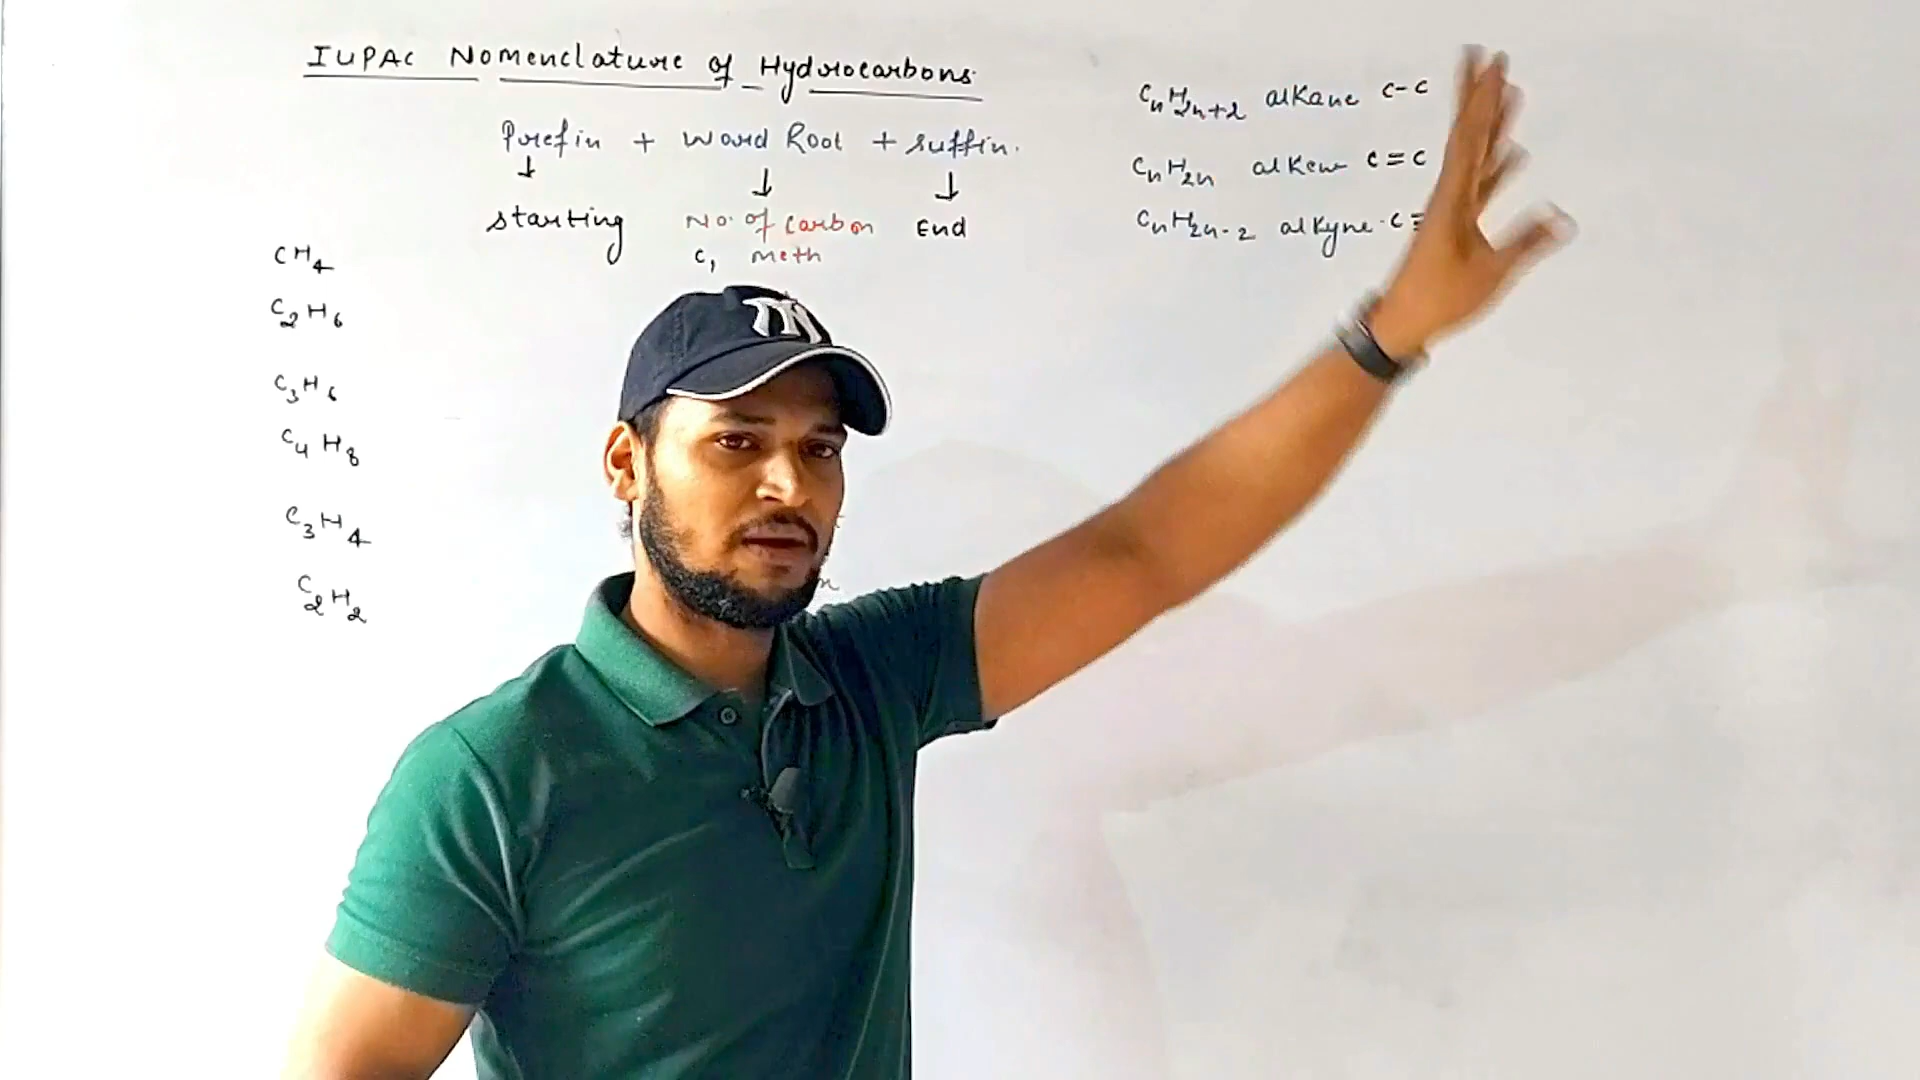 IUPAC Nomenclature of Hydrocarbons
Prefix + Word Root + suffix.
↓ ↓ ↓
starting No. of carbon End
C₁ meth
CH₄
C₂H₆
C₃H₆
C₄H₈
C₃H₄
C₂H₂
CₙH₂ₙ₊₂ alkane C-C
CₙH₂ₙ alkene C=C
CₙH₂ₙ₋₂ alkyne C≡